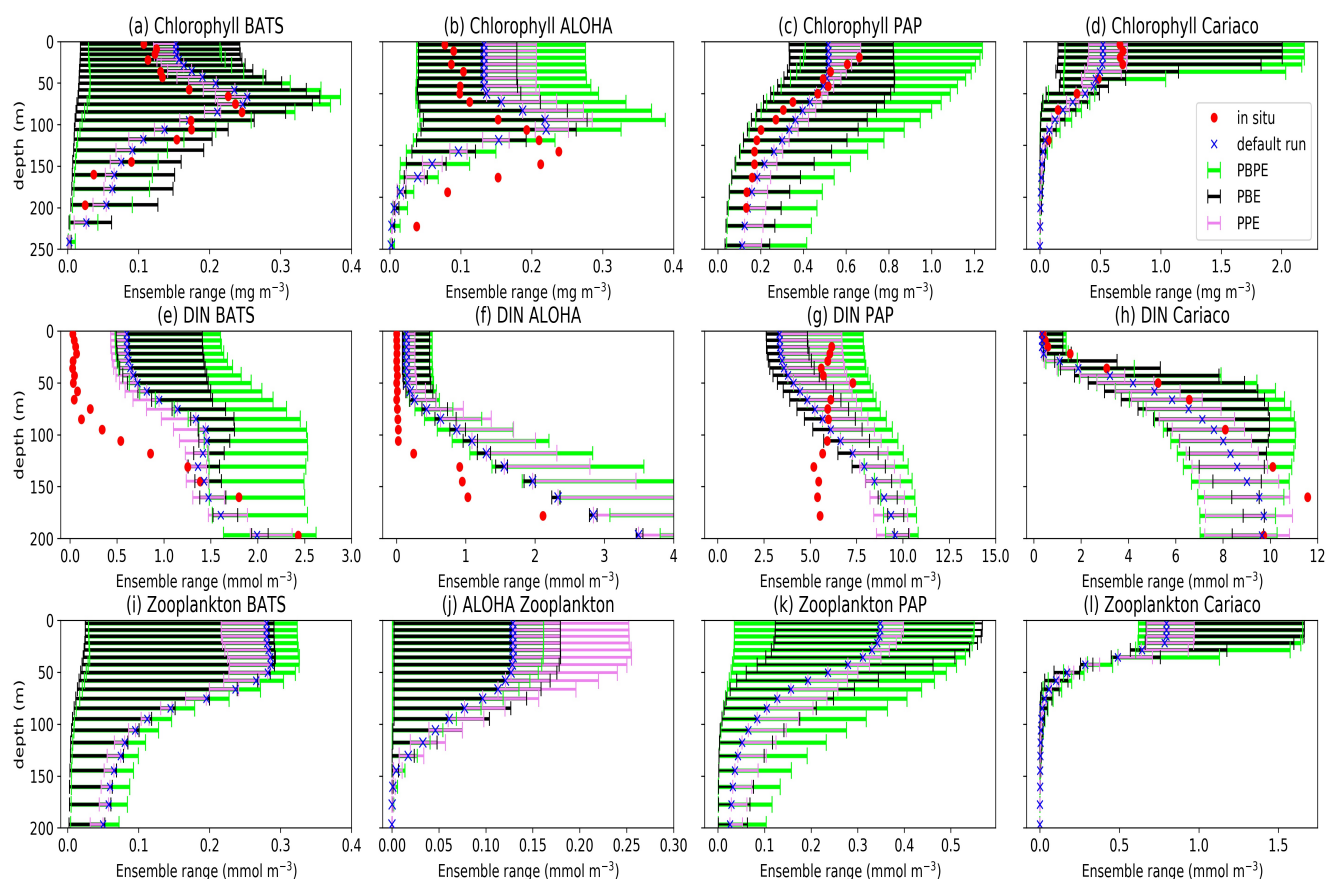 (a) Chlorophyll BATS
(b) Chlorophyll ALOHA
(c) Chlorophyll PAP
(d) Chlorophyll Cariaco
depth (m)
0
50
100
150
200
250
in situ
default run
PBPE
PBE
PPE
0.0 0.1 0.2 0.3 0.4
0.0 0.1 0.2 0.3 0.4
0.0 0.2 0.4 0.6 0.8 1.0 1.2
0.0 0.5 1.0 1.5 2.0
Ensemble range (mg m⁻³)
Ensemble range (mg m⁻³)
Ensemble range (mg m⁻³)
Ensemble range (mg m⁻³)
(e) DIN BATS
(f) DIN ALOHA
(g) DIN PAP
(h) DIN Cariaco
depth (m)
0
50
100
150
200
0.0 0.5 1.0 1.5 2.0 2.5 3.0
0 1 2 3 4
2.5 5.0 7.5 10.0 12.5 15.0
0 2 4 6 8 10 12
Ensemble range (mmol m⁻³)
Ensemble range (mmol m⁻³)
Ensemble range (mmol m⁻³)
Ensemble range (mmol m⁻³)
(i) Zooplankton BATS
(j) ALOHA Zooplankton
(k) Zooplankton PAP
(l) Zooplankton Cariaco
depth (m)
0
50
100
150
200
0.0 0.1 0.2 0.3 0.4
0.00 0.05 0.10 0.15 0.20 0.25 0.30
0.0 0.1 0.2 0.3 0.4 0.5
0.0 0.5 1.0 1.5
Ensemble range (mmol m⁻³)
Ensemble range (mmol m⁻³)
Ensemble range (mmol m⁻³)
Ensemble range (mmol m⁻³)